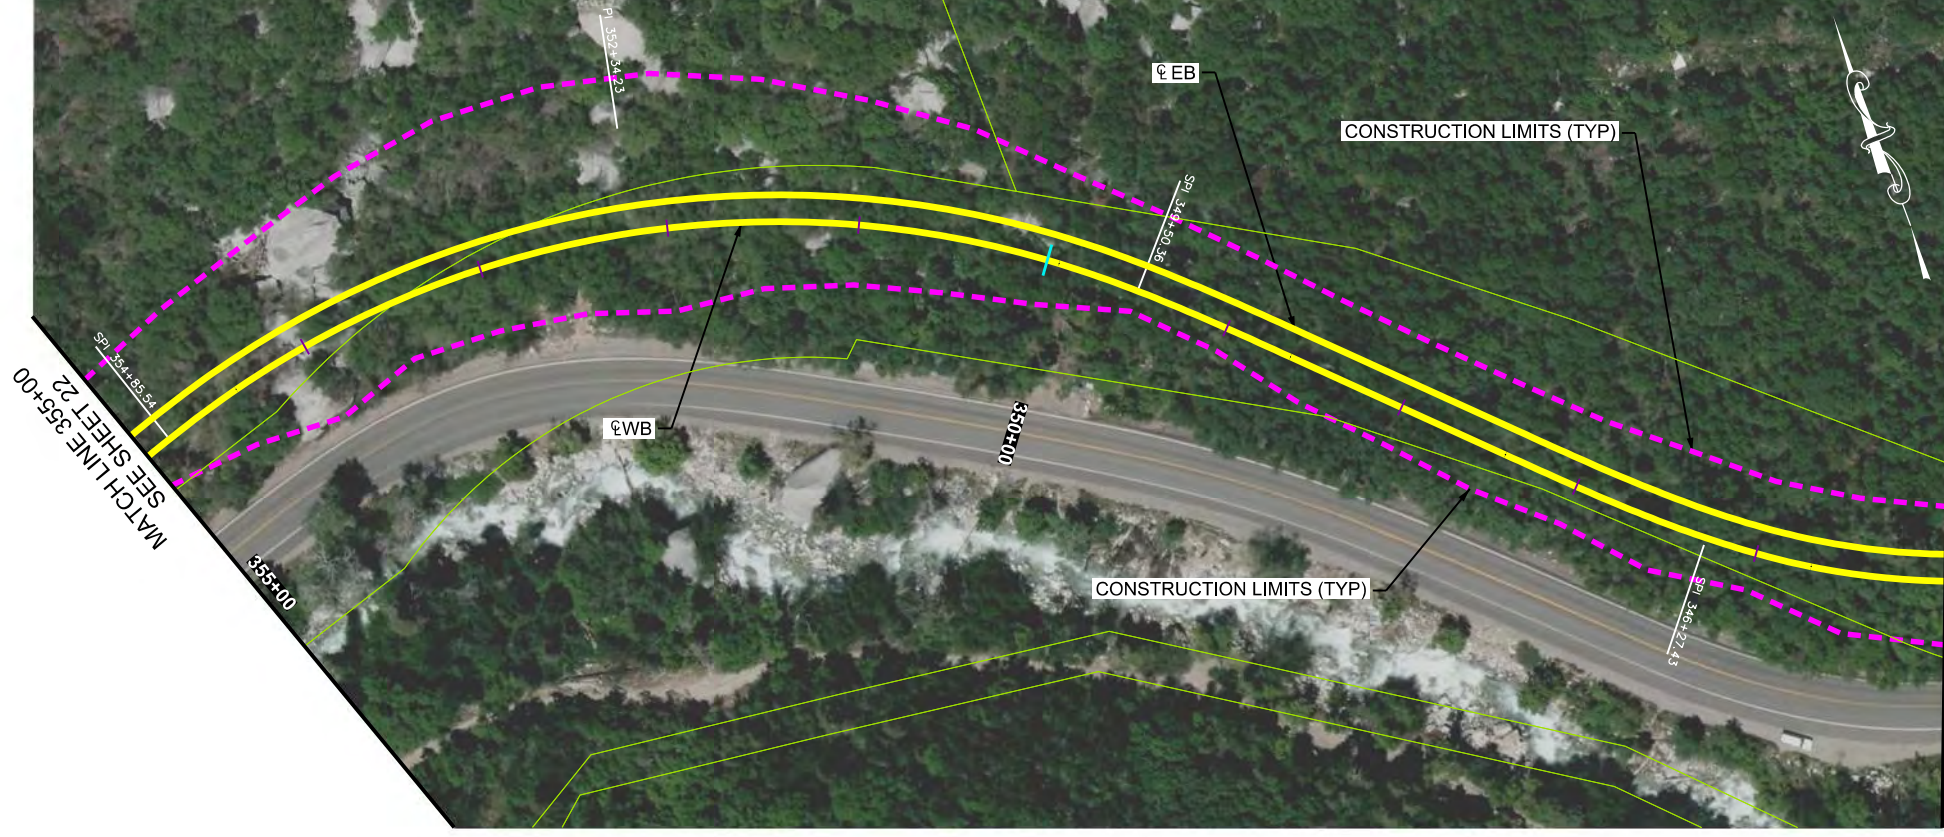 PI 352+34.23
℄ EB
CONSTRUCTION LIMITS (TYP)
SPI 349+50.36
SPI 354+85.54
MATCH LINE 355+00
SEE SHEET 22
℄ WB
350+00
355+00
CONSTRUCTION LIMITS (TYP)
SPI 346+27.43